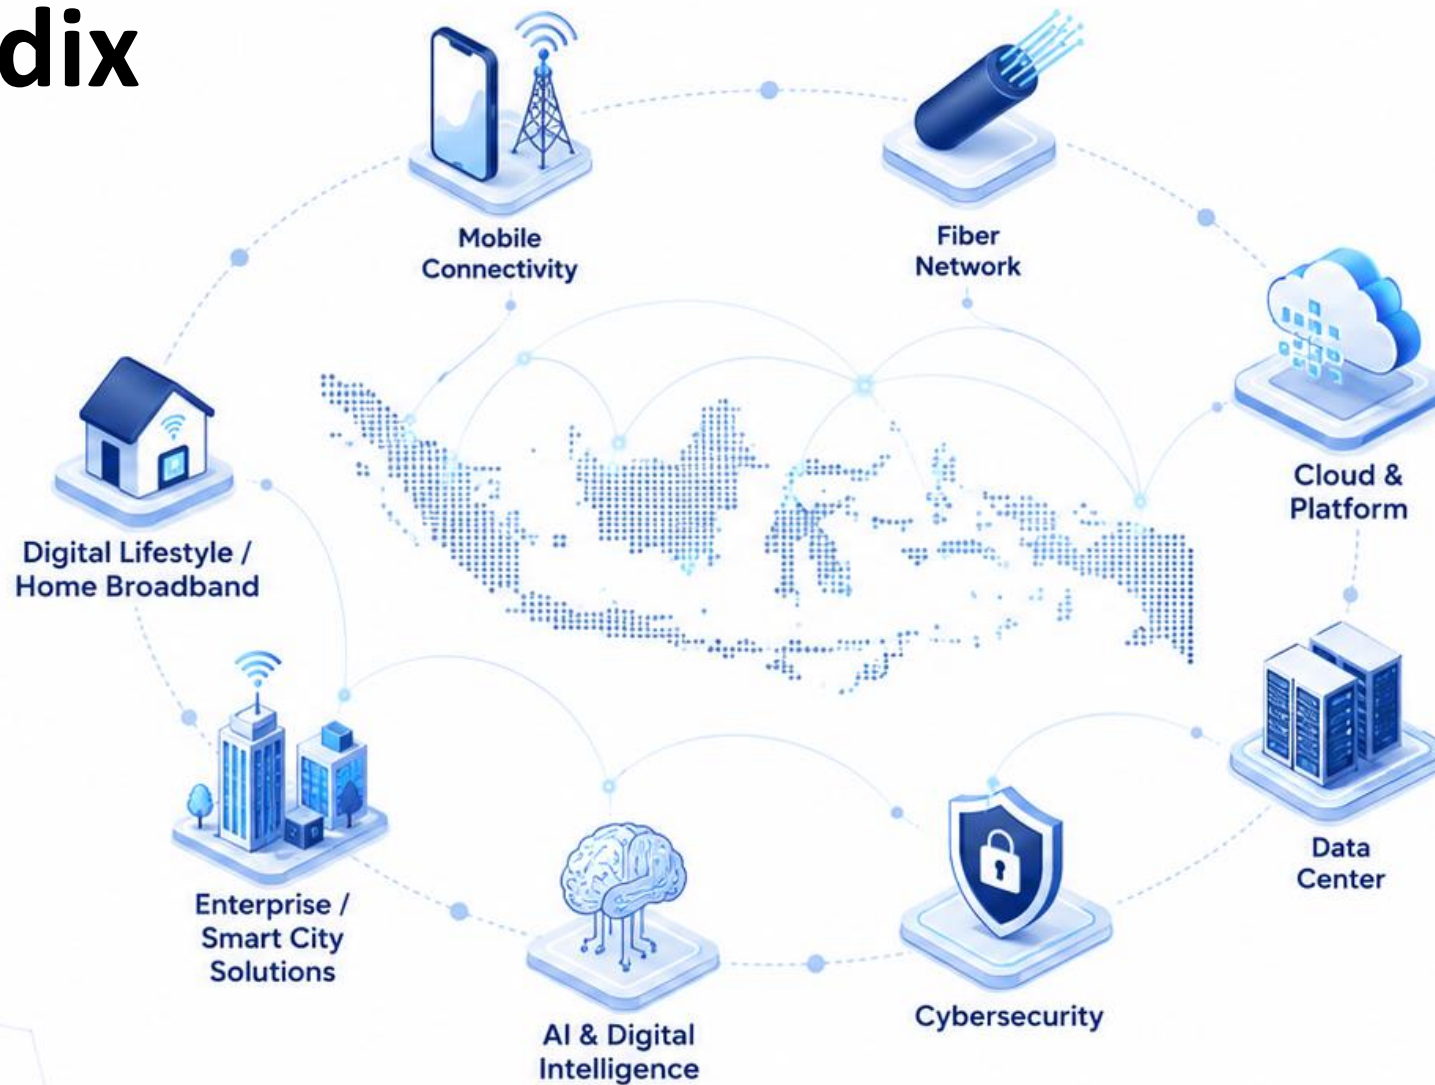 dix
Mobile
Connectivity
Fiber
Network
Cloud &
Platform
Digital Lifestyle /
Home Broadband
Data
Center
Enterprise /
Smart City
Solutions
Cybersecurity
AI & Digital
Intelligence